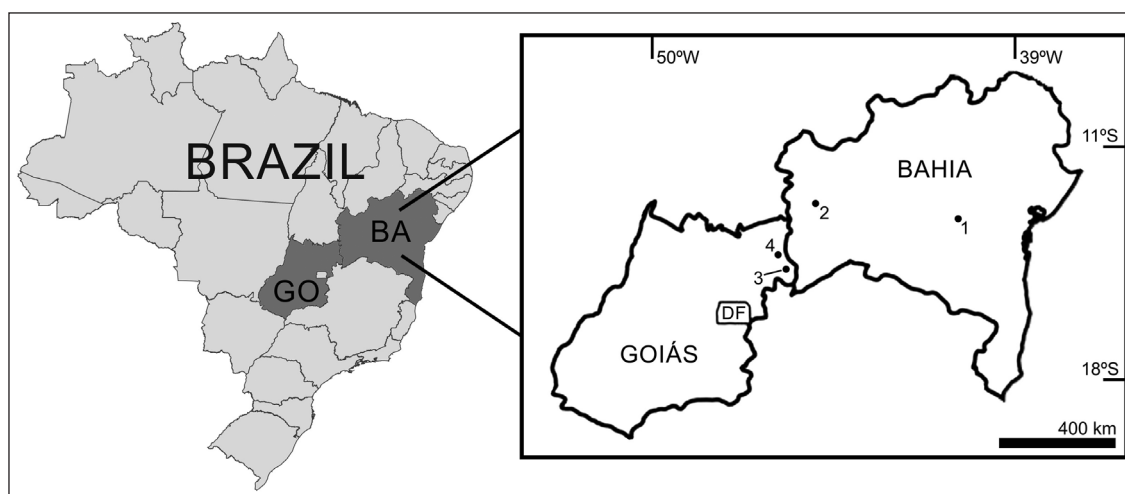 BRAZIL
BA
GO
50ºW
39ºW
11ºS
BAHIA
2
1
4
3
DF
GOIÁS
18ºS
400 km